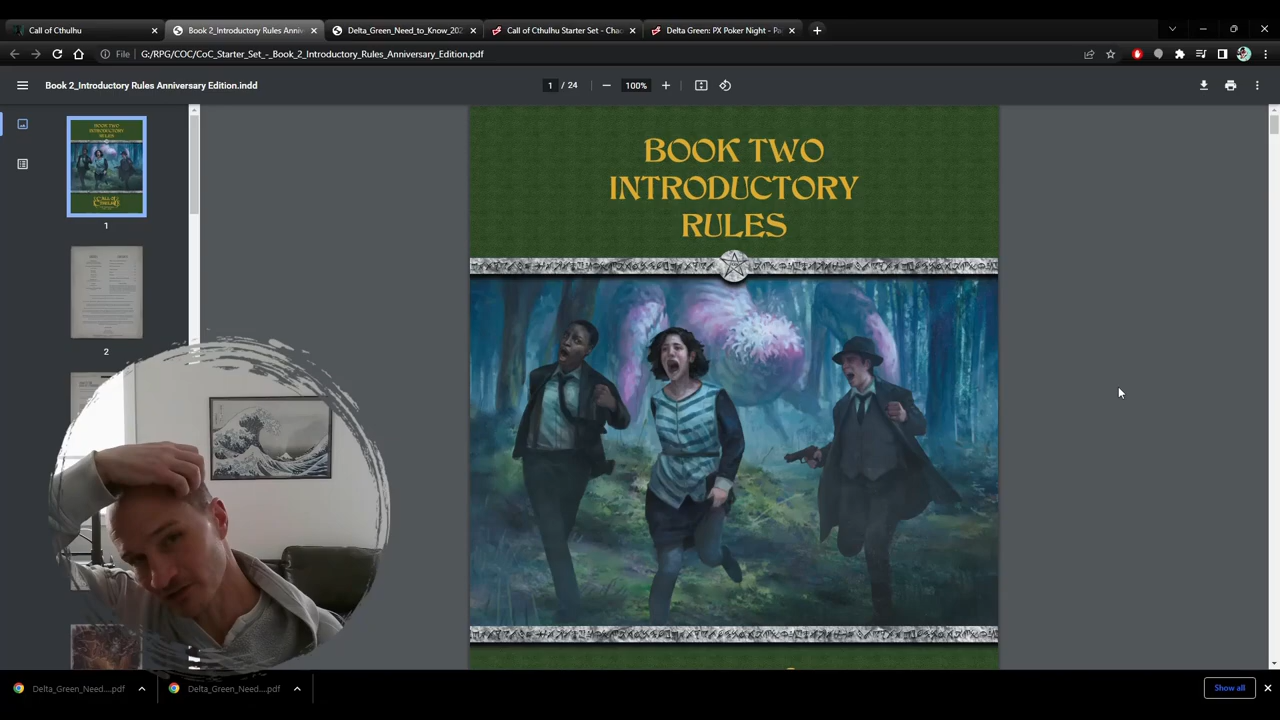 Call of Cthulhu
Book 2_Introductory Rules Anniv
Delta_Green_Need_to_Know_202
Call of Cthulhu Starter Set - Chao
Delta Green: PX Poker Night - Pa
File
G:/RPG/COC/CoC_Starter_Set_-_Book_2_Introductory_Rules_Anniversary_Edition.pdf
Book 2_Introductory Rules Anniversary Edition.indd
1 / 24
100%
BOOK TWO
INTRODUCTORY
RULES
1
2
Delta_Green_Need....pdf
Delta_Green_Need....pdf
Show all